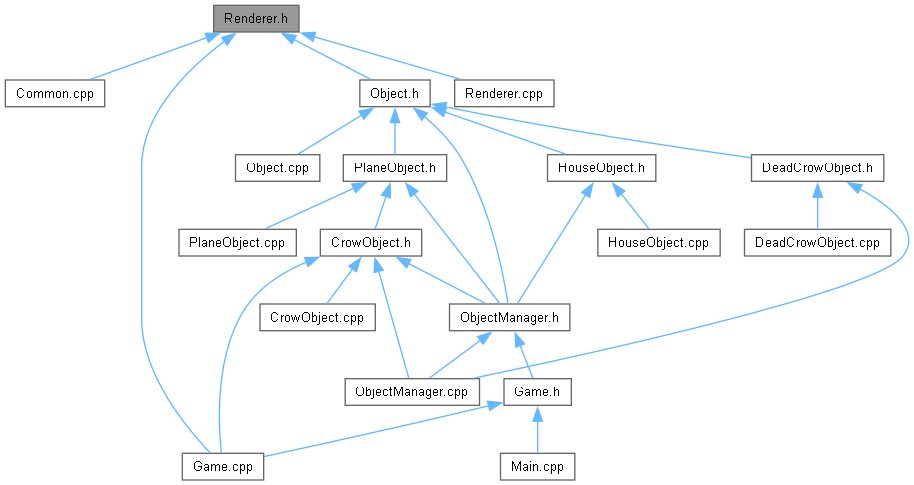 Renderer.h
Common.cpp
Object.h
Renderer.cpp
Object.cpp
PlaneObject.h
HouseObject.h
DeadCrowObject.h
PlaneObject.cpp
CrowObject.h
HouseObject.cpp
DeadCrowObject.cpp
CrowObject.cpp
ObjectManager.h
ObjectManager.cpp
Game.h
Game.cpp
Main.cpp